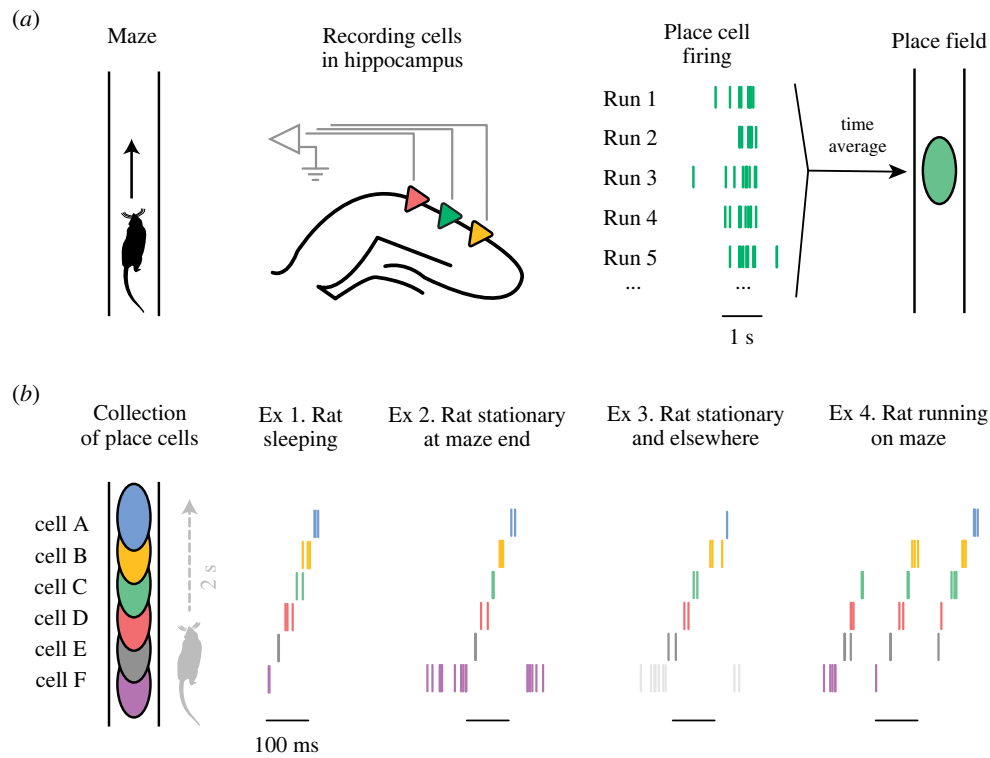 (a)
Maze
Recording cells
in hippocampus
Place cell
firing
Place field
Run 1
Run 2
Run 3
Run 4
Run 5
...
...
1 s
time
average
(b)
Collection
of place cells
Ex 1. Rat
sleeping
Ex 2. Rat stationary
at maze end
Ex 3. Rat stationary
and elsewhere
Ex 4. Rat running
on maze
cell A
cell B
cell C
cell D
cell E
cell F
2 s
100 ms